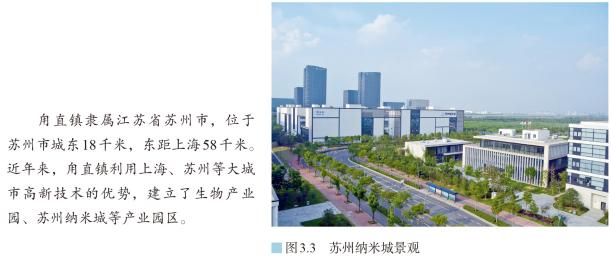 甪直镇隶属江苏省苏州市，位于
苏州市城东18千米，东距上海58千米。
近年来，甪直镇利用上海、苏州等大城
市高新技术的优势，建立了生物产业
园、苏州纳米城等产业园区。
图3.3 苏州纳米城景观